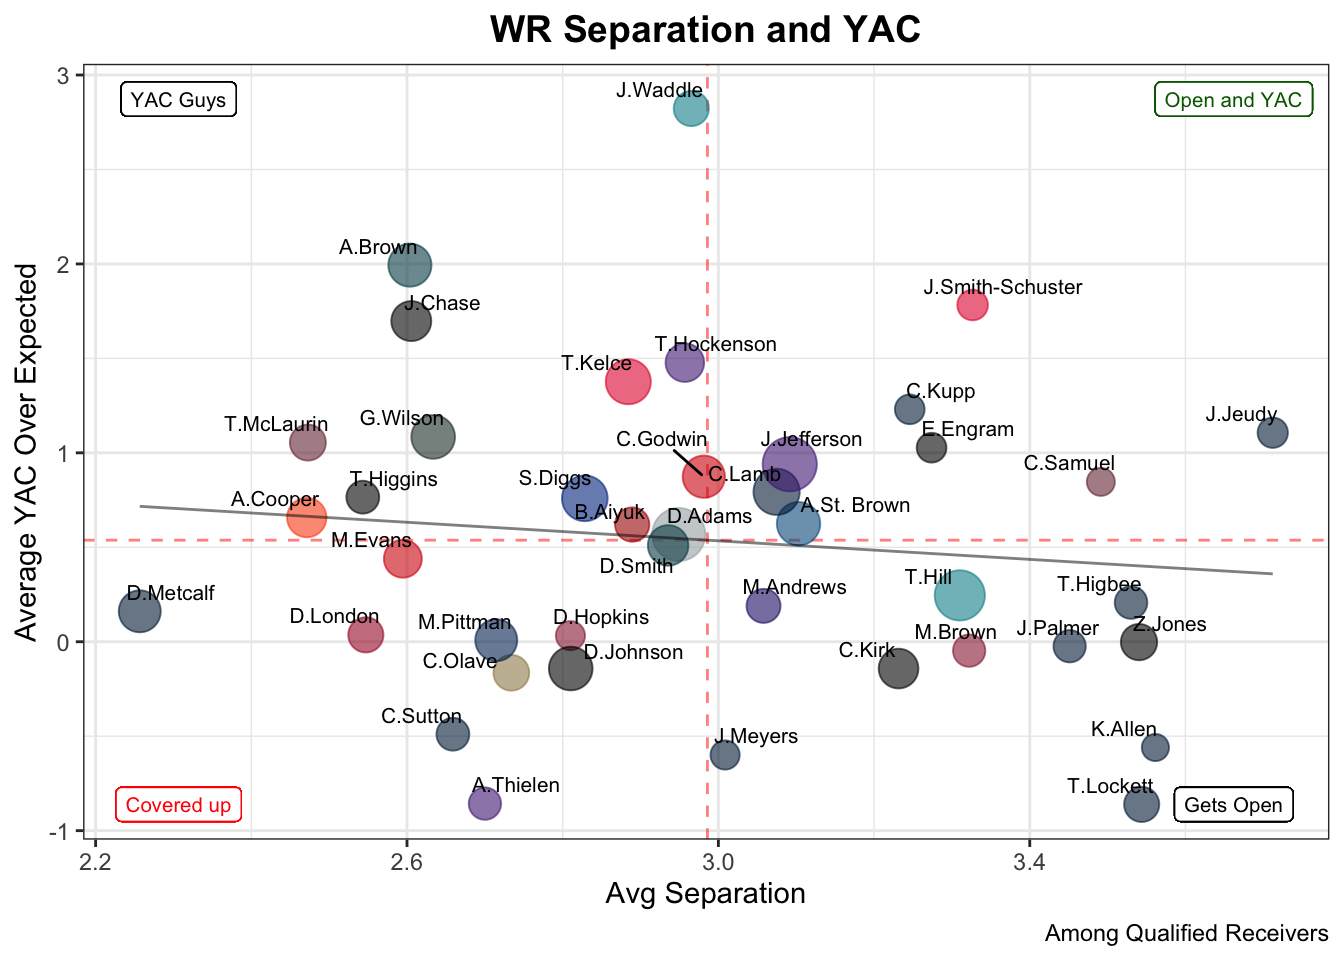 WR Separation and YAC
3
YAC Guys
J.Waddle
Open and YAC
A.Brown
2
J.Chase
J.Smith-Schuster
T.Hockenson
T.Kelce
C.Kupp
J.Jeudy
T.McLaurin
G.Wilson
E.Engram
C.Godwin
J.Jefferson
1
C.Samuel
T.Higgins
S.Diggs
C.Lamb
A.Cooper
B.Aiyuk
D.Adams
A.St. Brown
M.Evans
D.Smith
T.Hill
T.Higbee
D.Metcalf
M.Andrews
D.London
M.Pittman
D.Hopkins
M.Brown
J.Palmer
Z.Jones
0
C.Olave
D.Johnson
C.Kirk
C.Sutton
J.Meyers
K.Allen
A.Thielen
T.Lockett
Covered up
Gets Open
-1
2.2
2.6
3.0
3.4
Average YAC Over Expected
Avg Separation
Among Qualified Receivers